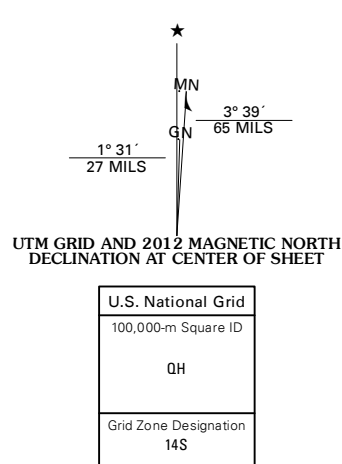 ★
MN
3° 39´
65 MILS
GN
1° 31´
27 MILS
UTM GRID AND 2012 MAGNETIC NORTH
DECLINATION AT CENTER OF SHEET
U.S. National Grid
100,000-m Square ID
QH
Grid Zone Designation
14S